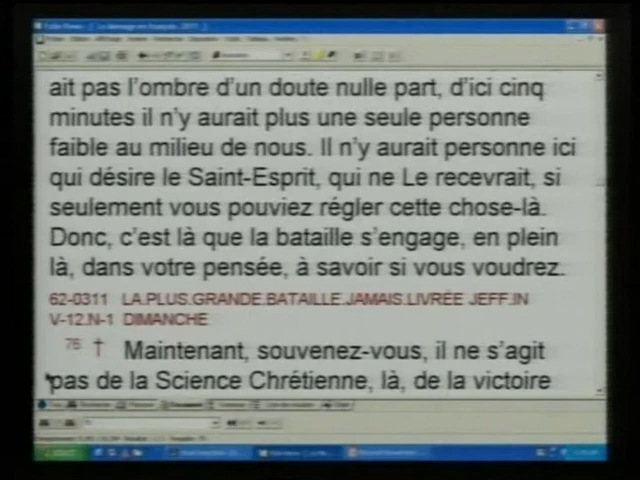 ait pas l'ombre d'un doute nulle part, d'ici cinq
minutes il n'y aurait plus une seule personne
faible au milieu de nous. Il n'y aurait personne ici
qui désire le Saint-Esprit, qui ne Le recevrait, si
seulement vous pouviez régler cette chose-là.
Donc, c'est là que la bataille s'engage, en plein
là, dans votre pensée, à savoir si vous voudrez.
62-0311 LA.PLUS.GRANDE.BATAILLE.JAMAIS.LIVRÉE JEFF.IN
V-12.N-1 DIMANCHE
76 † Maintenant, souvenez-vous, il ne s'agit
pas de la Science Chrétienne, là, de la victoire